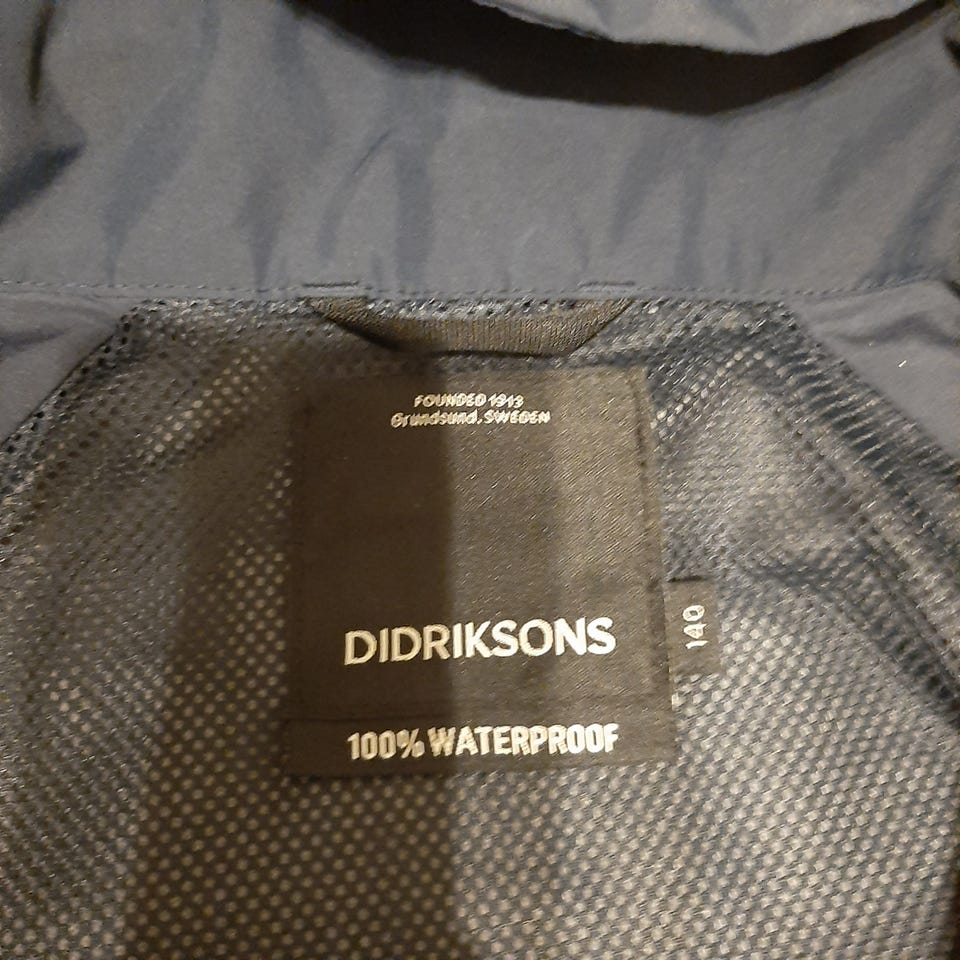 FOUNDED 1913
Grundsund, SWEDEN
DIDRIKSONS
140
100% WATERPROOF